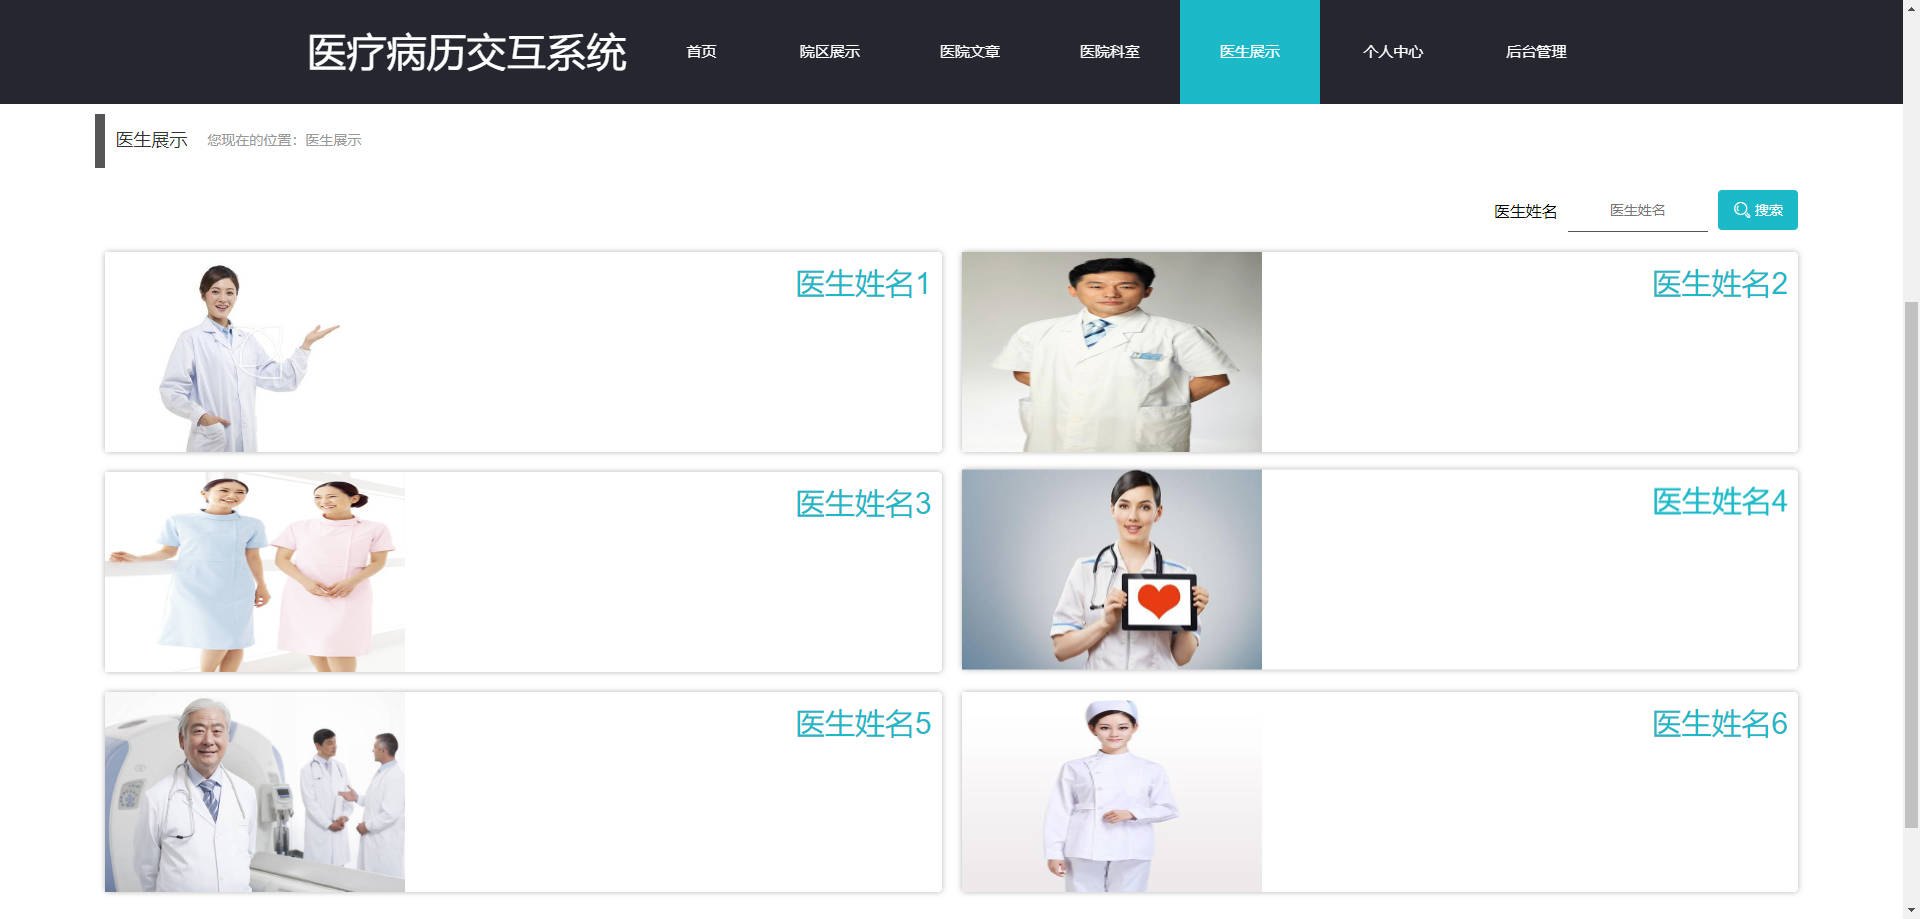 医疗病历交互系统 首页 院区展示 医院文章 医院科室 医生展示 个人中心 后台管理
医生展示 您现在的位置：医生展示
医生姓名 医生姓名 搜索
医生姓名1
医生姓名2
医生姓名3
医生姓名4
医生姓名5
医生姓名6